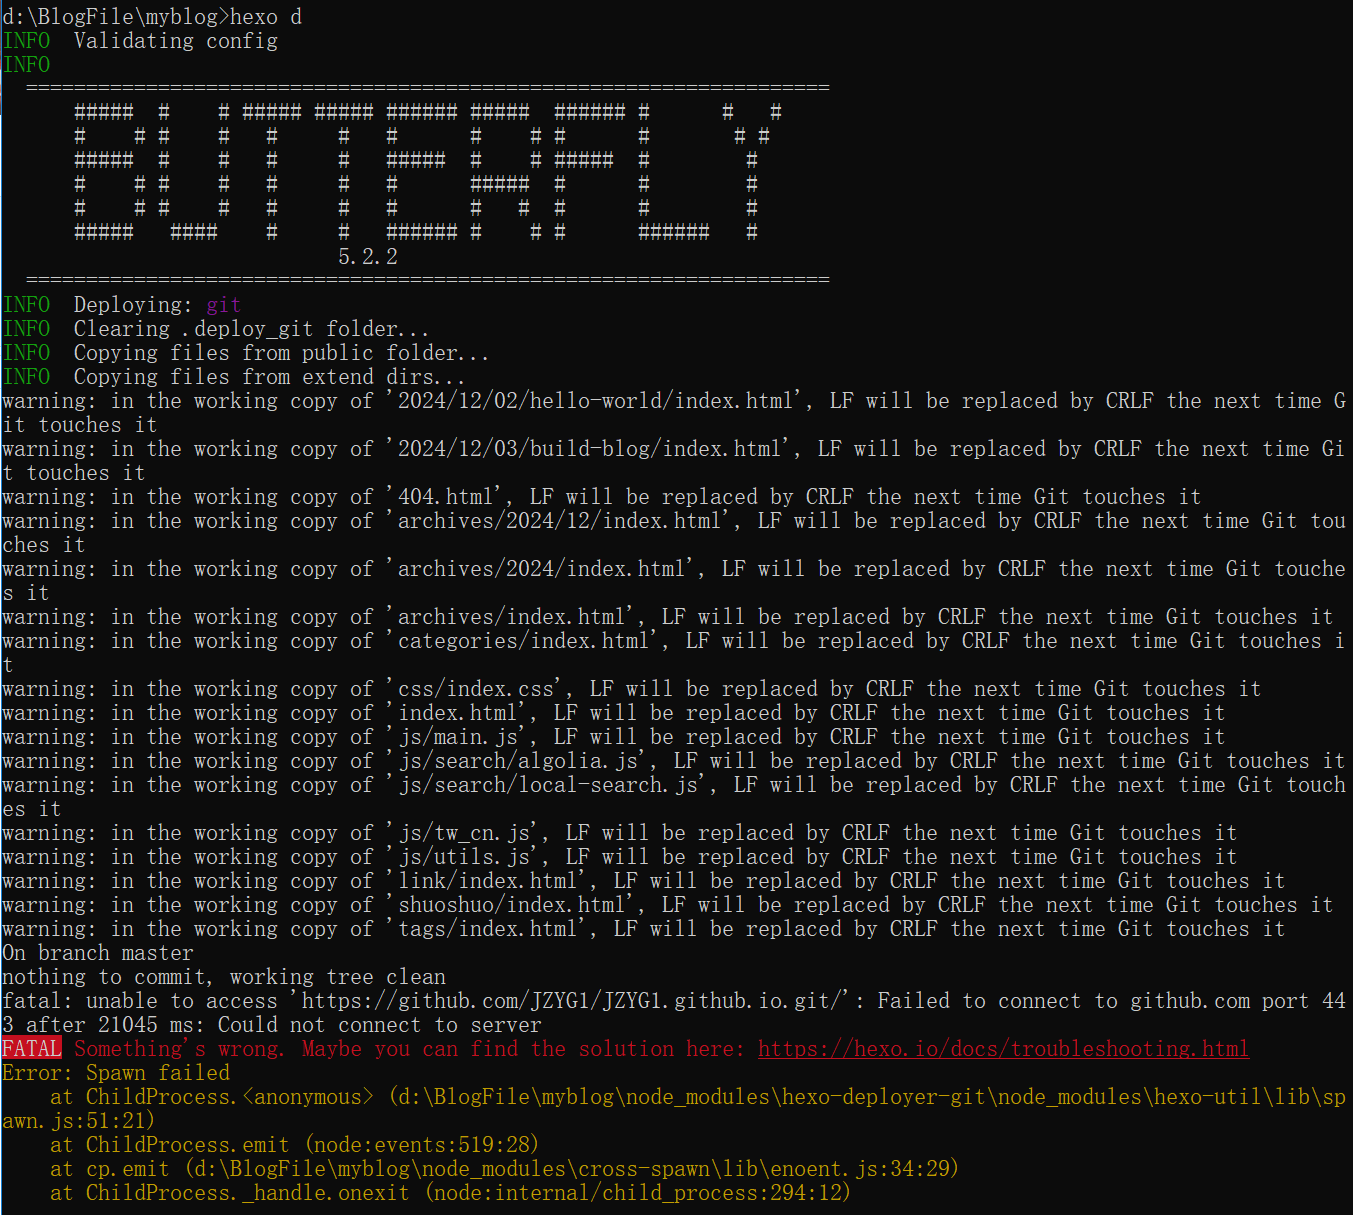 d:\BlogFile\myblog>hexo d
INFO  Validating config
INFO
  ===================================================================
      #####  #    # ##### ##### ###### #####  ###### #      #   #
      #    # #    #   #     #   #      #    # #      #       # #
      #####  #    #   #     #   #####  #    # #####  #        #
      #    # #    #   #     #   #      #####  #      #        #
      #    # #    #   #     #   #      #   #  #      #        #
      #####   ####    #     #   ###### #    # #      ######   #
                            5.2.2
  ===================================================================
INFO  Deploying: git
INFO  Clearing .deploy_git folder...
INFO  Copying files from public folder...
INFO  Copying files from extend dirs...
warning: in the working copy of '2024/12/02/hello-world/index.html', LF will be replaced by CRLF the next time G
it touches it
warning: in the working copy of '2024/12/03/build-blog/index.html', LF will be replaced by CRLF the next time Gi
t touches it
warning: in the working copy of '404.html', LF will be replaced by CRLF the next time Git touches it
warning: in the working copy of 'archives/2024/12/index.html', LF will be replaced by CRLF the next time Git tou
ches it
warning: in the working copy of 'archives/2024/index.html', LF will be replaced by CRLF the next time Git touche
s it
warning: in the working copy of 'archives/index.html', LF will be replaced by CRLF the next time Git touches it
warning: in the working copy of 'categories/index.html', LF will be replaced by CRLF the next time Git touches i
t
warning: in the working copy of 'css/index.css', LF will be replaced by CRLF the next time Git touches it
warning: in the working copy of 'index.html', LF will be replaced by CRLF the next time Git touches it
warning: in the working copy of 'js/main.js', LF will be replaced by CRLF the next time Git touches it
warning: in the working copy of 'js/search/algolia.js', LF will be replaced by CRLF the next time Git touches it
warning: in the working copy of 'js/search/local-search.js', LF will be replaced by CRLF the next time Git touch
es it
warning: in the working copy of 'js/tw_cn.js', LF will be replaced by CRLF the next time Git touches it
warning: in the working copy of 'js/utils.js', LF will be replaced by CRLF the next time Git touches it
warning: in the working copy of 'link/index.html', LF will be replaced by CRLF the next time Git touches it
warning: in the working copy of 'shuoshuo/index.html', LF will be replaced by CRLF the next time Git touches it
warning: in the working copy of 'tags/index.html', LF will be replaced by CRLF the next time Git touches it
On branch master
nothing to commit, working tree clean
fatal: unable to access 'https://github.com/JZYG1/JZYG1.github.io.git/': Failed to connect to github.com port 44
3 after 21045 ms: Could not connect to server
FATAL Something's wrong. Maybe you can find the solution here: https://hexo.io/docs/troubleshooting.html
Error: Spawn failed
    at ChildProcess.<anonymous> (d:\BlogFile\myblog\node_modules\hexo-deployer-git\node_modules\hexo-util\lib\sp
awn.js:51:21)
    at ChildProcess.emit (node:events:519:28)
    at cp.emit (d:\BlogFile\myblog\node_modules\cross-spawn\lib\enoent.js:34:29)
    at ChildProcess._handle.onexit (node:internal/child_process:294:12)